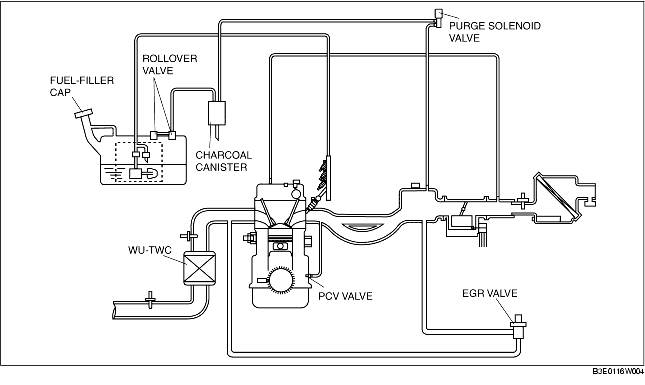 PURGE SOLENOID
VALVE
ROLLOVER
VALVE
FUEL-FILLER
CAP
CHARCOAL
CANISTER
WU-TWC
PCV VALVE
EGR VALVE
B3E0116W004